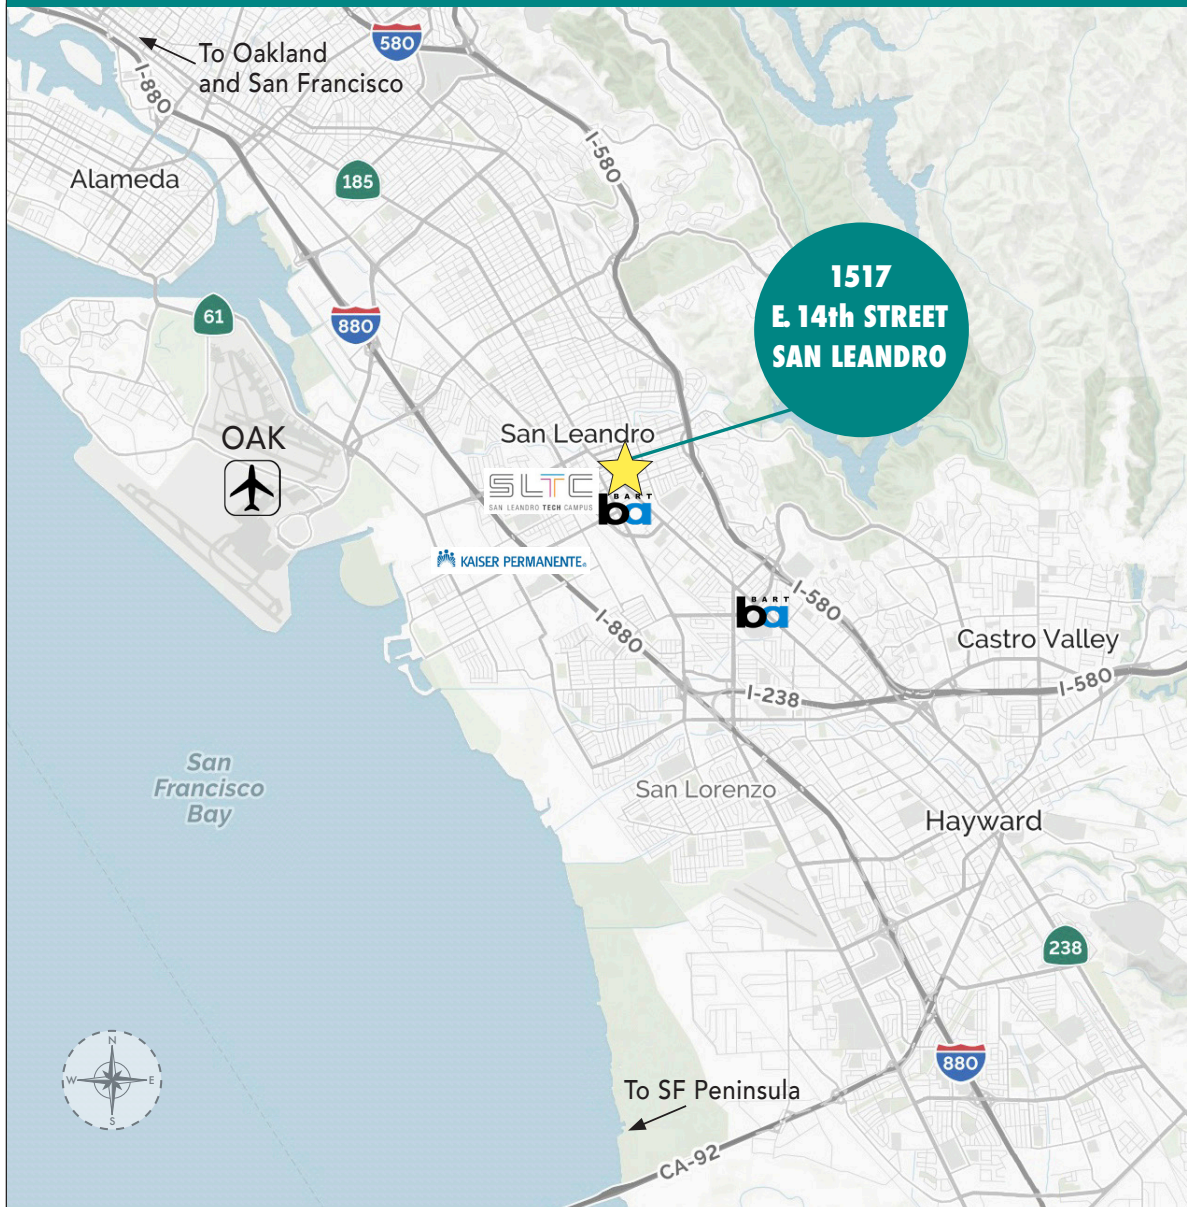 580
To Oakland
and San Francisco
I-880
I-580
Alameda
185
1517
E. 14th STREET
SAN LEANDRO
61
880
OAK
San Leandro
SLTC
SAN LEANDRO TECH CAMPUS
BART
ba
KAISER PERMANENTE®
BART
ba
I-580
I-880
Castro Valley
I-580
I-238
San
Francisco
Bay
San Lorenzo
Hayward
238
N
W E
S
880
To SF Peninsula
CA-92